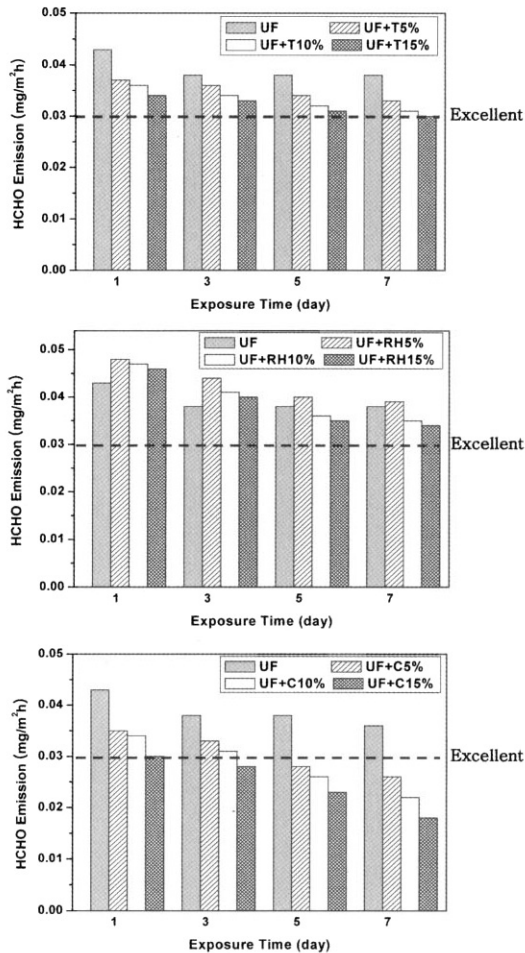 0.05
UF UF+T5%
UF+T10% UF+T15%
0.04
0.03
Excellent
0.02
0.01
0.00
HCHO Emission (mg/m²h)
1 3 5 7
Exposure Time (day)
UF UF+RH5%
UF+RH10% UF+RH15%
0.05
0.04
0.03
Excellent
0.02
0.01
0.00
HCHO Emission (mg/m²h)
1 3 5 7
Exposure Time (day)
0.05
UF UF+C5%
UF+C10% UF+C15%
0.04
0.03
Excellent
0.02
0.01
0.00
HCHO Emission (mg/m²h)
1 3 5 7
Exposure Time (day)